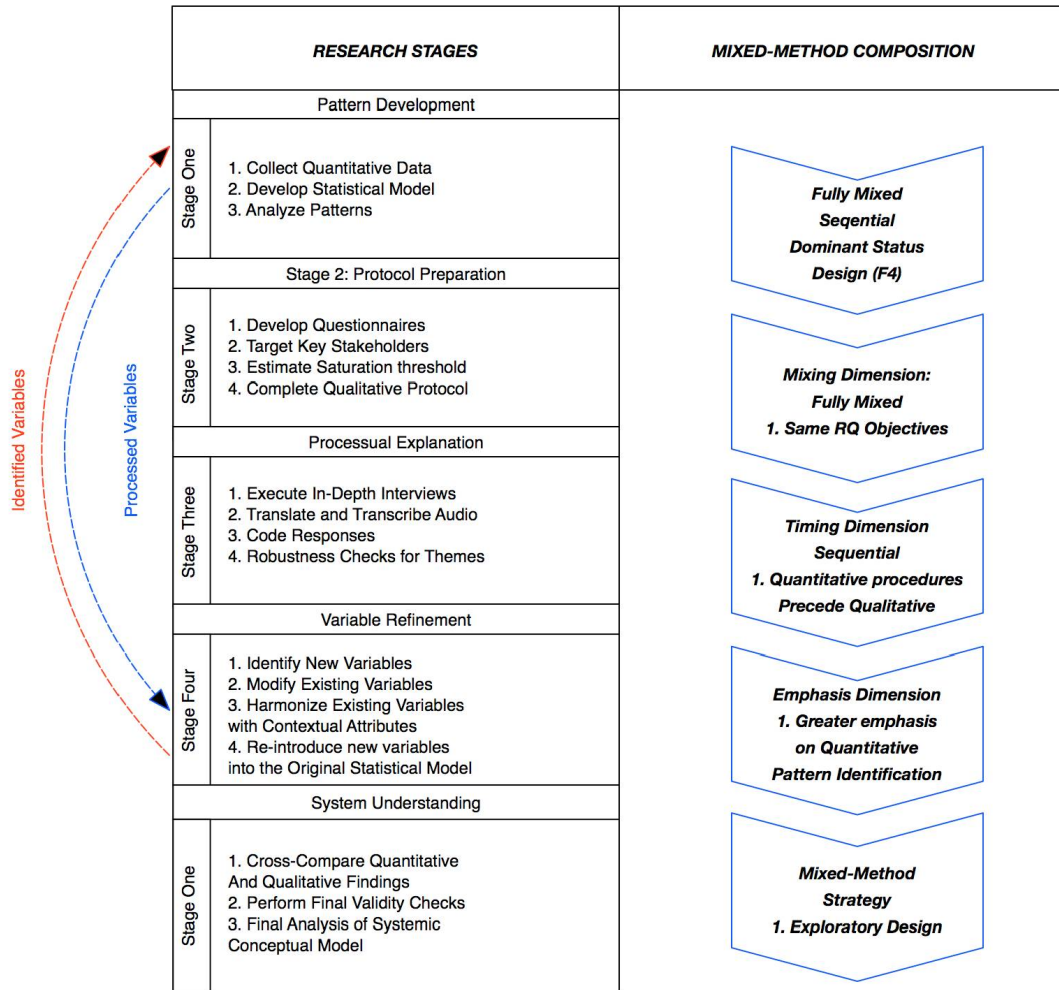 RESEARCH STAGES
MIXED-METHOD COMPOSITION
Pattern Development
Stage One
1. Collect Quantitative Data
2. Develop Statistical Model
3. Analyze Patterns
Stage 2: Protocol Preparation
Stage Two
1. Develop Questionnaires
2. Target Key Stakeholders
3. Estimate Saturation threshold
4. Complete Qualitative Protocol
Processual Explanation
Stage Three
1. Execute In-Depth Interviews
2. Translate and Transcribe Audio
3. Code Responses
4. Robustness Checks for Themes
Variable Refinement
Stage Four
1. Identify New Variables
2. Modify Existing Variables
3. Harmonize Existing Variables
with Contextual Attributes
4. Re-introduce new variables
into the Original Statistical Model
System Understanding
Stage One
1. Cross-Compare Quantitative
And Qualitative Findings
2. Perform Final Validity Checks
3. Final Analysis of Systemic
Conceptual Model
Identified Variables
Processed Variables
Fully Mixed
Seqential
Dominant Status
Design (F4)
Mixing Dimension:
Fully Mixed
1. Same RQ Objectives
Timing Dimension
Sequential
1. Quantitative procedures
Precede Qualitative
Emphasis Dimension
1. Greater emphasis
on Quantitative
Pattern Identification
Mixed-Method
Strategy
1. Exploratory Design